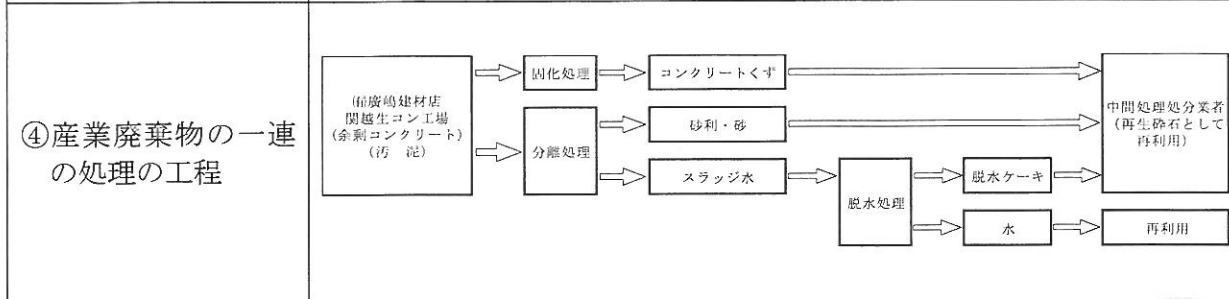 ④産業廃棄物の一連
の処理の工程
㈲廣嶋建材店
関越生コン工場
(余剰コンクリート)
(汚　泥)
固化処理
コンクリートくず
分離処理
砂利・砂
スラッジ水
脱水処理
脱水ケーキ
水
中間処理処分業者
(再生砕石として
再利用)
再利用